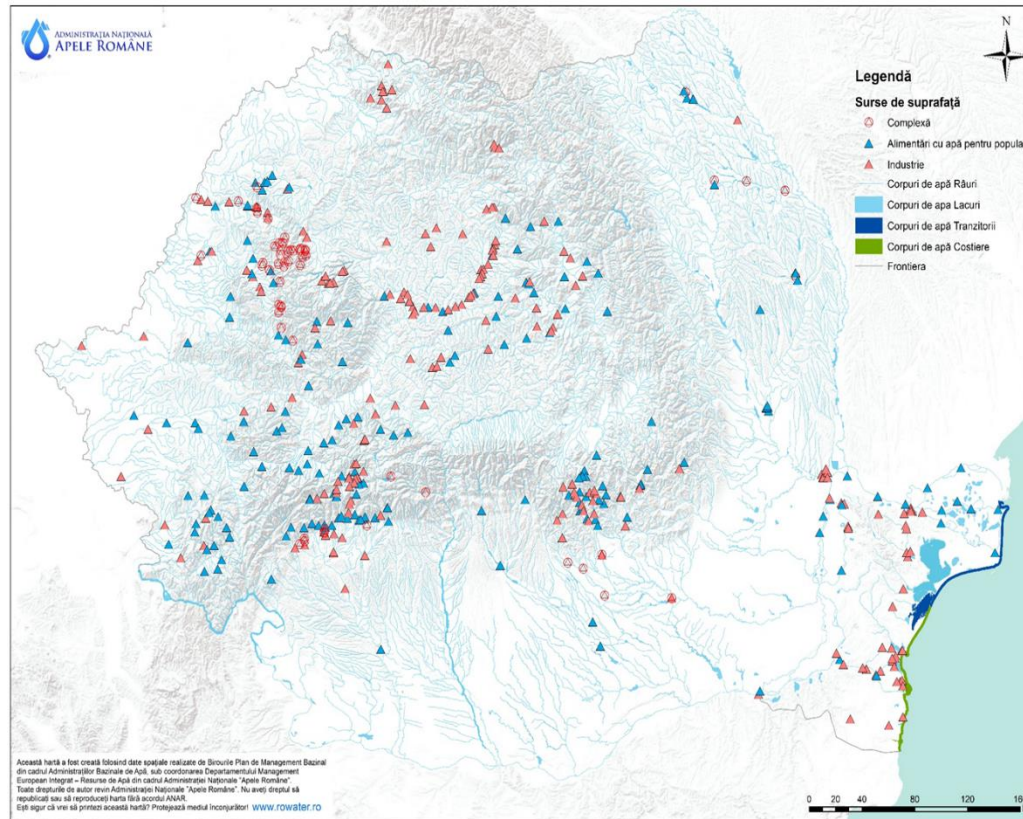 ADMINISTRAȚIA NAȚIONALĂ
APELE ROMÂNE
N
Legendă
Surse de suprafață
Complexă
Alimentări cu apă pentru popula
Industrie
Corpuri de apă Râuri
Corpuri de apa Lacuri
Corpuri de apă Tranzitorii
Corpuri de apă Costiere
Frontiera
Această hartă a fost creată folosind date spațiale realizate de Birourile Plan de Management Bazinal
din cadrul Administrațiilor Bazinale de Apă, sub coordonarea Departamentului Management
European Integrat – Resurse de Apă din cadrul Administrației Naționale "Apele Române".
Toate drepturile de autor revin Administrației Naționale "Apele Române". Nu aveți dreptul să
republicați sau să reproduceți harta fără acordul ANAR.
Ești sigur că vrei să printezi această hartă? Protejează mediul înconjurător! www.rowater.ro
0 20 40 80 120 160